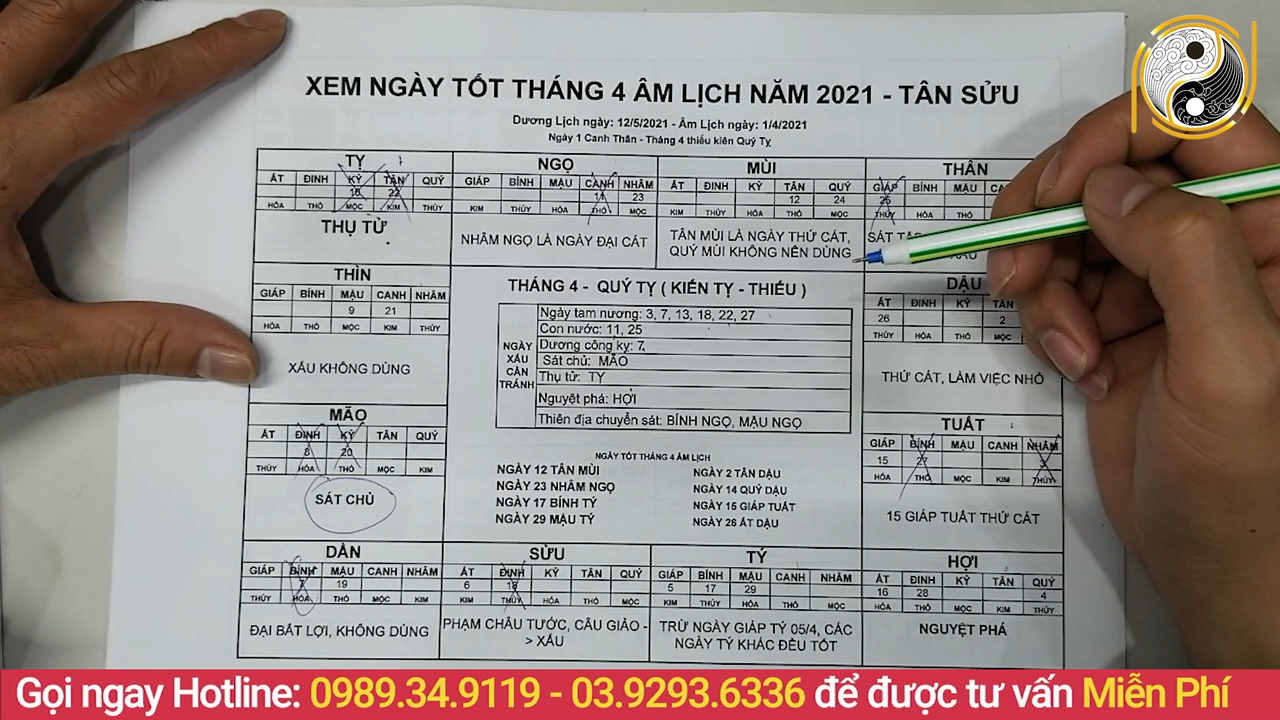 XEM NGÀY TỐT THÁNG 4 ÂM LỊCH NĂM 2021 - TÂN SỬU
Dương Lịch ngày: 12/5/2021 - Âm Lịch ngày: 1/4/2021
Ngày 1 Canh Thân - Tháng 4 thiếu kiên Quý Tỵ
TỴ
ẤT ĐINH KỶ TÂN QUÝ
10 22
HỎA THỔ MỘC KIM THỦY
THỤ TỬ
NGỌ
GIÁP BÍNH MẬU CANH NHÂM
11 23
KIM THỦY HỎA THỔ MỘC
NHÂM NGỌ LÀ NGÀY ĐẠI CÁT
MÙI
ẤT ĐINH KỶ TÂN QUÝ
12 24
KIM THỦY HỎA THỔ MỘC
TÂN MÙI LÀ NGÀY THỨ CÁT,
QUÝ MÙI KHÔNG NÊN DÙNG
THÂN
GIÁP BÍNH MẬU
25
THỦY HỎA THỔ
THÌN
GIÁP BÍNH MẬU CANH NHÂM
9 21
HỎA THỔ MỘC KIM THỦY
XẤU KHÔNG DÙNG
THÁNG 4 - QUÝ TỴ ( KIẾN TỴ - THIẾU )
NGÀY XẤU CẦN TRÁNH
Ngày tam nương: 3, 7, 13, 18, 22, 27
Con nước: 11, 25
Dương công kỵ: 7
Sát chủ: MÃO
Thụ tử: TỴ
Nguyệt phá: HỢI
Thiên địa chuyển sát: BÍNH NGỌ, MẬU NGỌ
DẬU
ẤT ĐINH KỶ TÂN
26 2
THỦY HỎA THỔ
THỨ CÁT, LÀM VIỆC NHỎ
MÃO
ẤT ĐINH KỶ TÂN QUÝ
8 20
THỦY HỎA THỔ MỘC KIM
SÁT CHỦ
NGÀY TỐT THÁNG 4 ÂM LỊCH
NGÀY 12 TÂN MÙI NGÀY 2 TÂN DẬU
NGÀY 23 NHÂM NGỌ NGÀY 14 QUÝ DẬU
NGÀY 17 BÍNH TÝ NGÀY 15 GIÁP TUẤT
NGÀY 29 MẬU TÝ NGÀY 26 ẤT DẬU
TUẤT
GIÁP BÍNH MẬU CANH NHÂM
15 27 3
HỎA THỔ MỘC KIM THỦY
15 GIÁP TUẤT THỨ CÁT
DẦN
GIÁP BÍNH MẬU CANH NHÂM
7 19
THỦY HỎA THỔ MỘC KIM
ĐẠI BẤT LỢI, KHÔNG DÙNG
SỬU
ẤT ĐINH KỶ TÂN QUÝ
6 18
KIM THỦY HỎA THỔ MỘC
PHẠM CHÂU TƯỚC, CÂU GIẢO -
> XẤU
TÝ
GIÁP BÍNH MẬU CANH NHÂM
5 17 29
KIM THỦY HỎA THỔ MỘC
TRỪ NGÀY GIÁP TÝ 05/4, CÁC
NGÀY TÝ KHÁC ĐỀU TỐT
HỢI
ẤT ĐINH KỶ TÂN QUÝ
16 28 4
HỎA THỔ MỘC KIM THỦY
NGUYỆT PHÁ
Gọi ngay Hotline: 0989.34.9119 - 03.9293.6336 để được tư vấn Miễn Phí